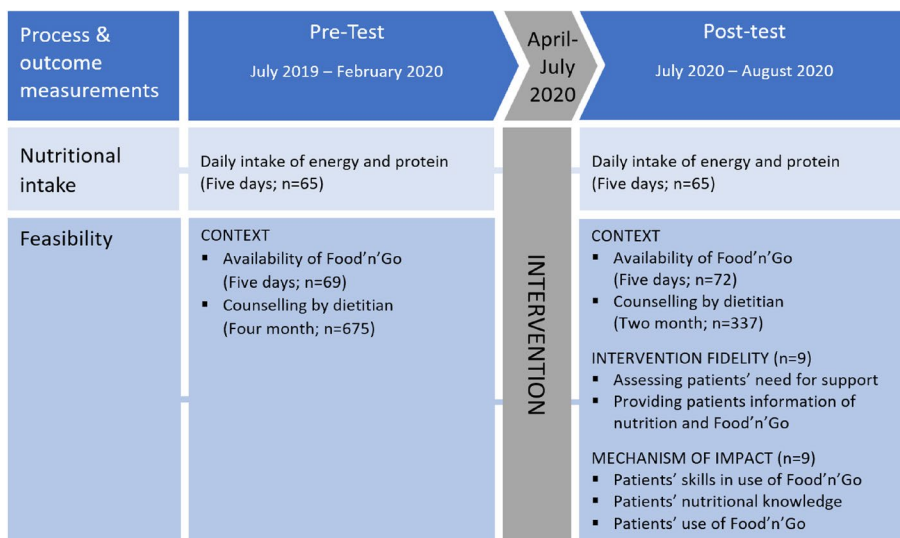 Process &
outcome
measurements
Pre-Test
July 2019 – February 2020
April-
July
2020
Post-test
July 2020 – August 2020
Nutritional
intake
Daily intake of energy and protein
(Five days; n=65)
Daily intake of energy and protein
(Five days; n=65)
Feasibility
CONTEXT
▪ Availability of Food’n’Go
(Five days; n=69)
▪ Counselling by dietitian
(Four month; n=675)
INTERVENTION
CONTEXT
▪ Availability of Food’n’Go
(Five days; n=72)
▪ Counselling by dietitian
(Two month; n=337)
INTERVENTION FIDELITY (n=9)
▪ Assessing patients’ need for support
▪ Providing patients information of
nutrition and Food’n’Go
MECHANISM OF IMPACT (n=9)
▪ Patients’ skills in use of Food’n’Go
▪ Patients’ nutritional knowledge
▪ Patients’ use of Food’n’Go